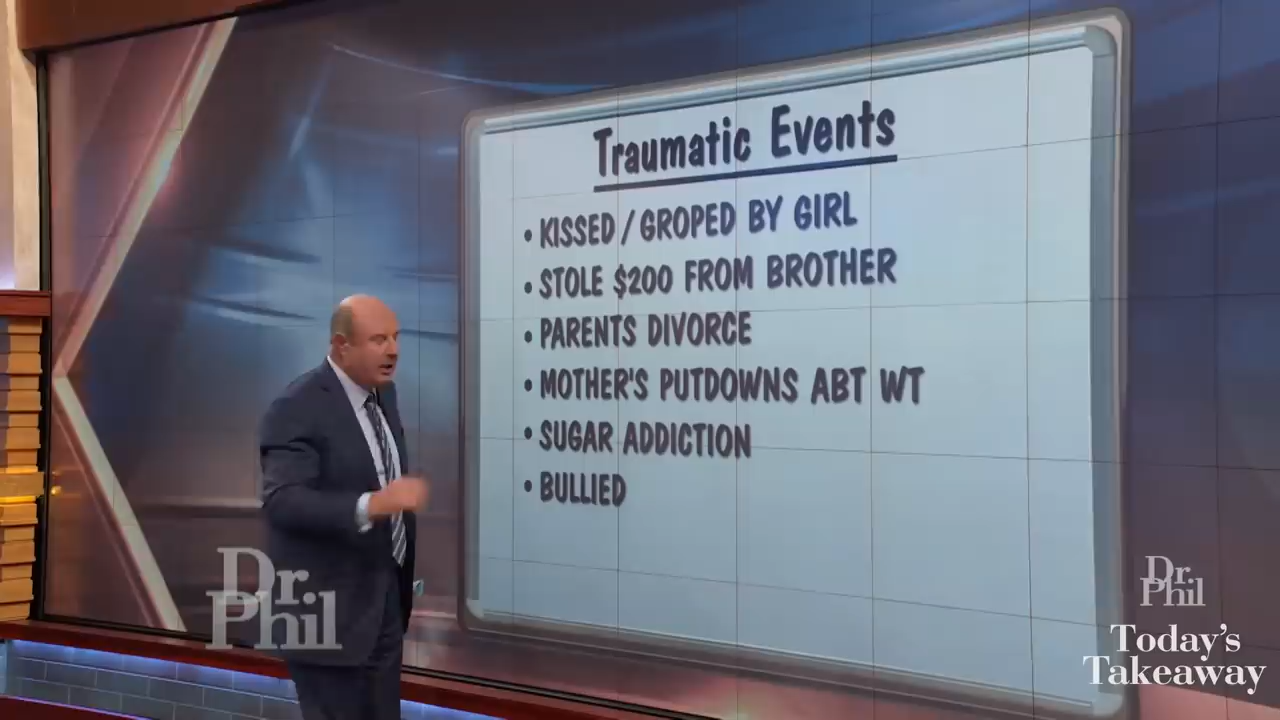 Traumatic Events
• KISSED / GROPED BY GIRL
• STOLE $200 FROM BROTHER
• PARENTS DIVORCE
• MOTHER'S PUTDOWNS ABT WT
• SUGAR ADDICTION
• BULLIED
Dr.
Phil
Dr.
Phil
Today's
Takeaway